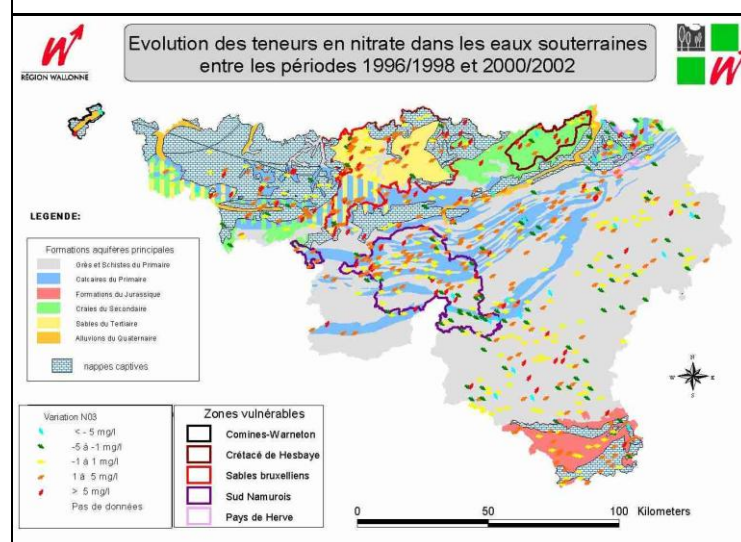 Evolution des teneurs en nitrate dans les eaux souterraines
entre les périodes 1996/1998 et 2000/2002
RÉGION WALLONNE
LEGENDE:
Formations aquifères principales
Grès et Schistes du Primaire
Calcaires du Primaire
Formations du Jurassique
Craies du Secondaire
Sables du Tertiaire
Alluvions du Quaternaire
nappes captives
Variation N03
< - 5 mg/l
-5 à -1 mg/l
-1 à 1 mg/l
1 à 5 mg/l
> 5 mg/l
Pas de données
Zones vulnérables
Comines-Warneton
Crétacé de Hesbaye
Sables bruxelliens
Sud Namurois
Pays de Herve
N
W E
S
0 50 100 Kilometers